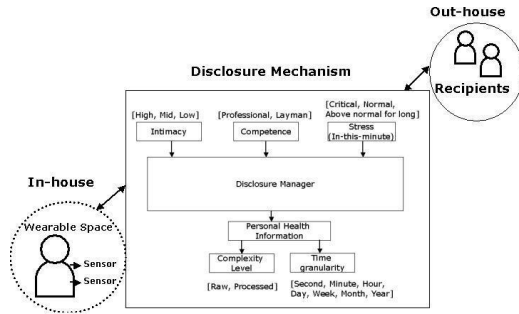 Out-house
Recipients
Disclosure Mechanism
[High, Mid, Low]
Intimacy
[Professional, Layman]
Competence
[Critical, Normal,
Above normal for long]
Stress
(In-this-minute)
In-house
Wearable Space
Sensor
Sensor
Disclosure Manager
Personal Health
Information
Complexity
Level
Time
granularity
[Raw, Processed]
[Second, Minute, Hour,
Day, Week, Month, Year]